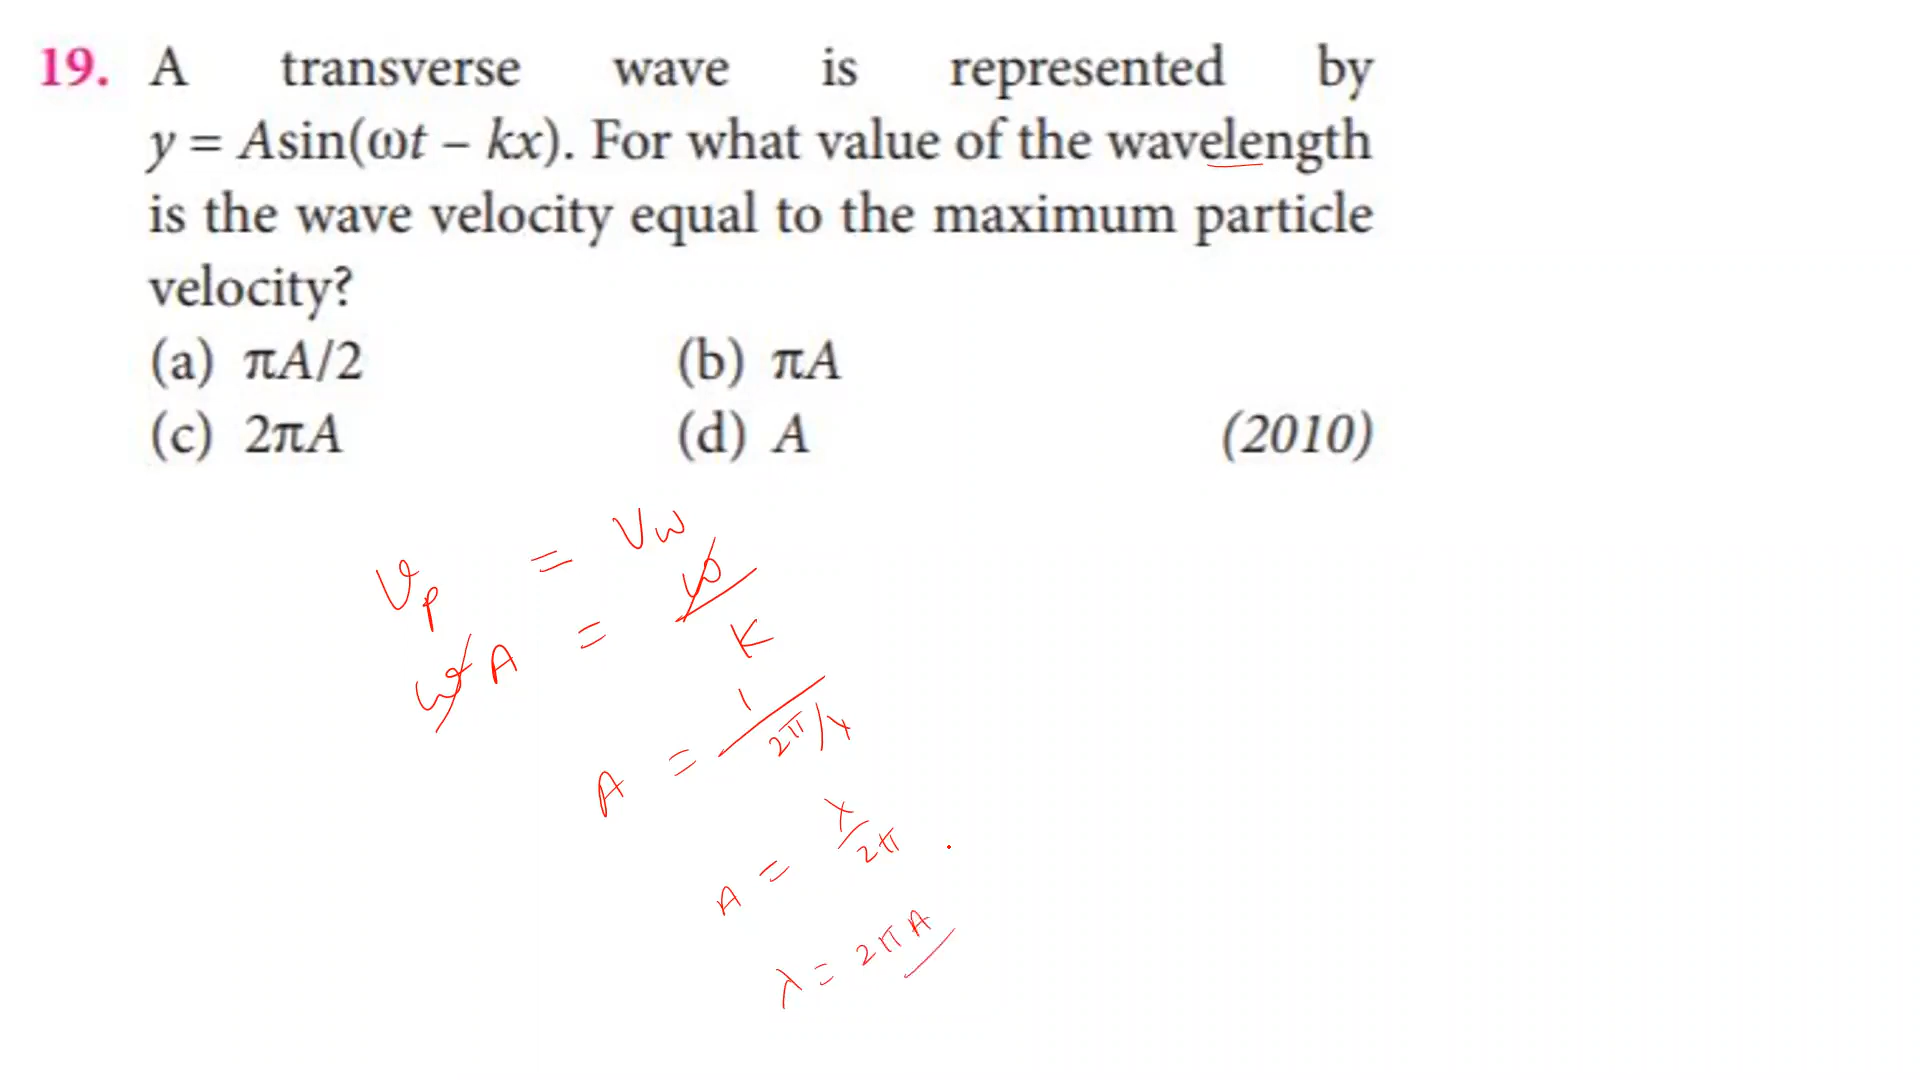 19. A transverse wave is represented by
y = Asin(ωt – kx). For what value of the wavelength
is the wave velocity equal to the maximum particle
velocity?
(a) πA/2 (b) πA
(c) 2πA (d) A (2010)
Vp = Vw
ωA = ω/K
A = 1/2π/λ
A = λ/2π .
λ = 2πA